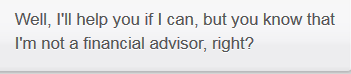 Well, I'll help you if I can, but you know that
I'm not a financial advisor, right?